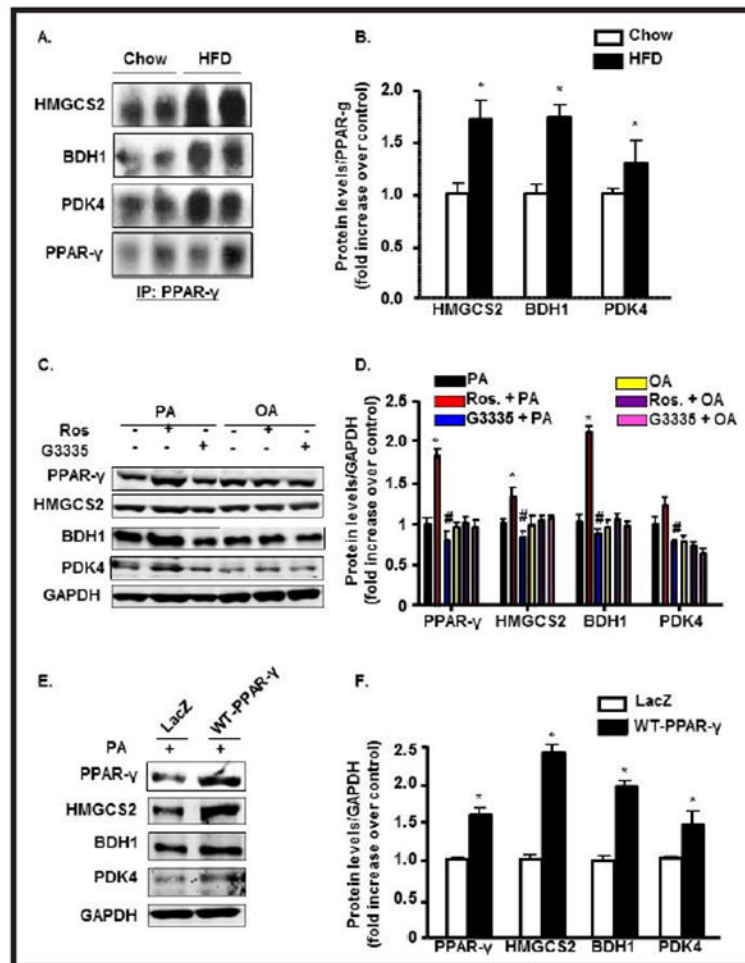 A.
Chow HFD
HMGCS2
BDH1
PDK4
PPAR-γ
IP: PPAR-γ
B.
Chow
HFD
Protein levels/PPAR-g
(fold increase over control)
2.0
1.5
1.0
0.5
0.0
* * *
HMGCS2 BDH1 PDK4
C.
PA OA
Ros - + - - + -
G3335 - - + - - +
PPAR-γ
HMGCS2
BDH1
PDK4
GAPDH
D.
PA
Ros. + PA
G3335 + PA
OA
Ros. + OA
G3335 + OA
Protein levels/GAPDH
(fold increase over control)
2.5
2.0
1.5
1
0.5
0
* # * # * # #
PPAR-γ HMGCS2 BDH1 PDK4
E.
LacZ WT-PPAR-γ
PA + +
PPAR-γ
HMGCS2
BDH1
PDK4
GAPDH
F.
LacZ
WT-PPAR-γ
Protein levels/GAPDH
(fold increase over control)
2.5
2.0
1.5
1.0
0.5
0
* * * *
PPAR-γ HMGCS2 BDH1 PDK4